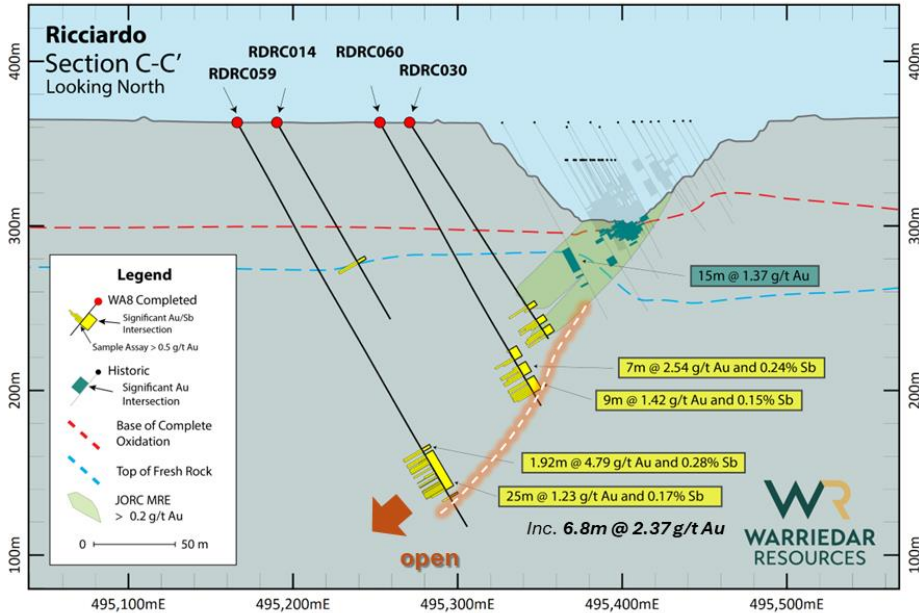 Ricciardo
Section C-C’
Looking North
RDRC059
RDRC014
RDRC060
RDRC030
400m
300m
200m
100m
400m
300m
200m
100m
15m @ 1.37 g/t Au
7m @ 2.54 g/t Au and 0.24% Sb
9m @ 1.42 g/t Au and 0.15% Sb
1.92m @ 4.79 g/t Au and 0.28% Sb
25m @ 1.23 g/t Au and 0.17% Sb
Inc. 6.8m @ 2.37 g/t Au
open
Legend
WA8 Completed
Significant Au/Sb
Intersection
Sample Assay > 0.5 g/t Au
Historic
Significant Au
Intersection
Base of Complete
Oxidation
Top of Fresh Rock
JORC MRE
> 0.2 g/t Au
0
50 m
WR
WARRIEDAR
RESOURCES
495,100mE
495,200mE
495,300mE
495,400mE
495,500mE